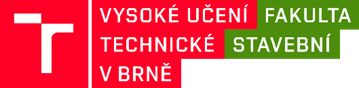 VYSOKÉ UČENÍ FAKULTA
TECHNICKÉ STAVEBNÍ
V BRNĚ